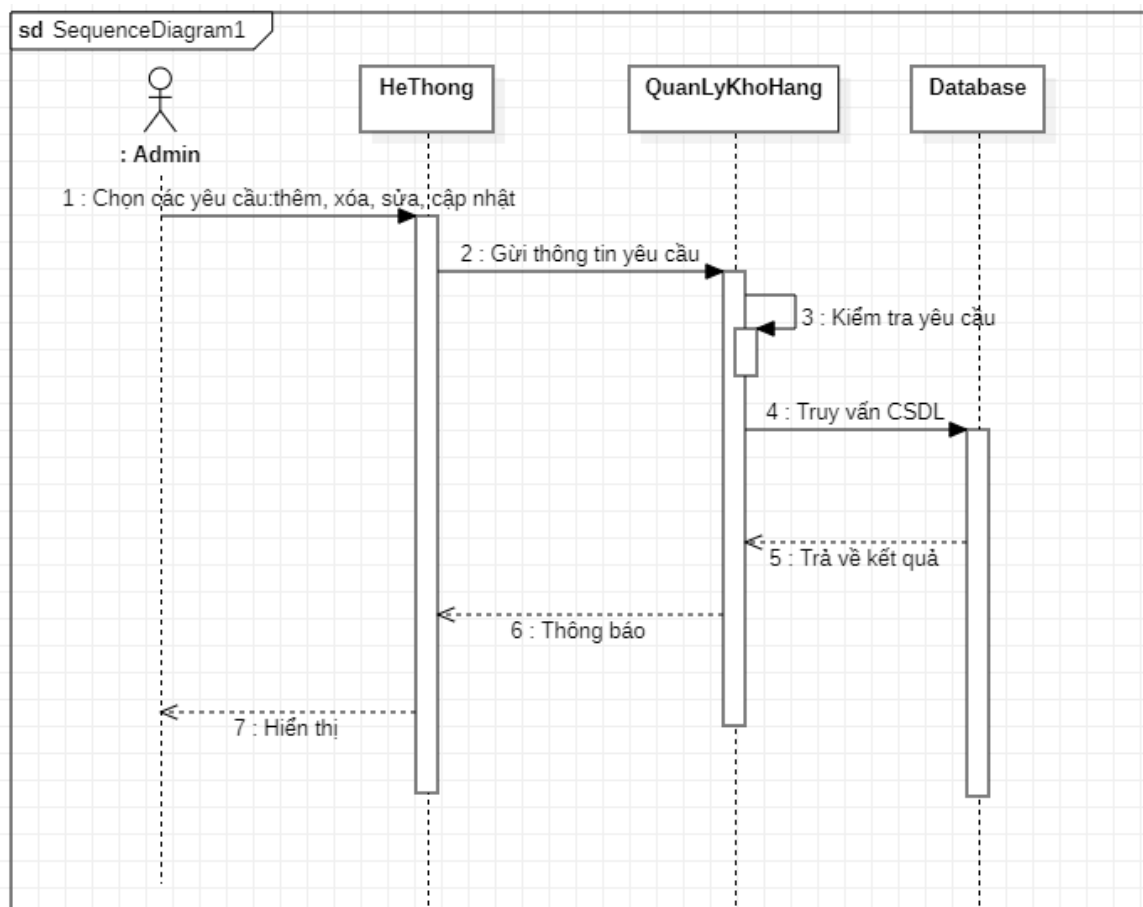 sd SequenceDiagram1
HeThong
QuanLyKhoHang
Database
: Admin
1 : Chọn các yêu cầu:thêm, xóa, sửa, cập nhật
2 : Gừi thông tin yêu cầu
3 : Kiểm tra yêu cầu
4 : Truy vấn CSDL
5 : Trả về kết quả
6 : Thông báo
7 : Hiển thị